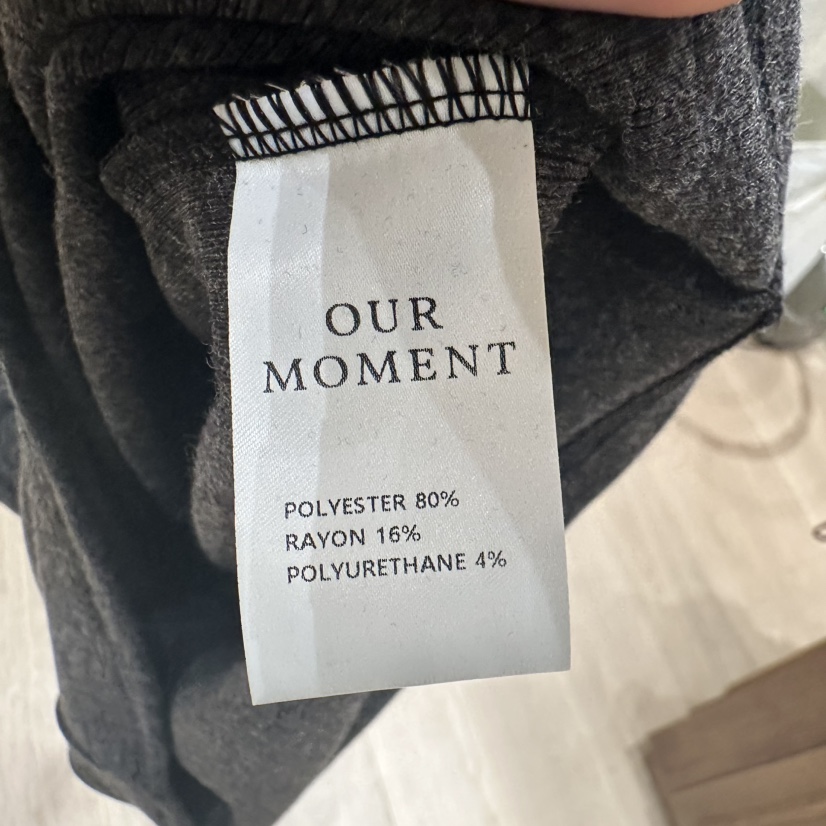 OUR
MOMENT
POLYESTER 80%
RAYON 16%
POLYURETHANE 4%